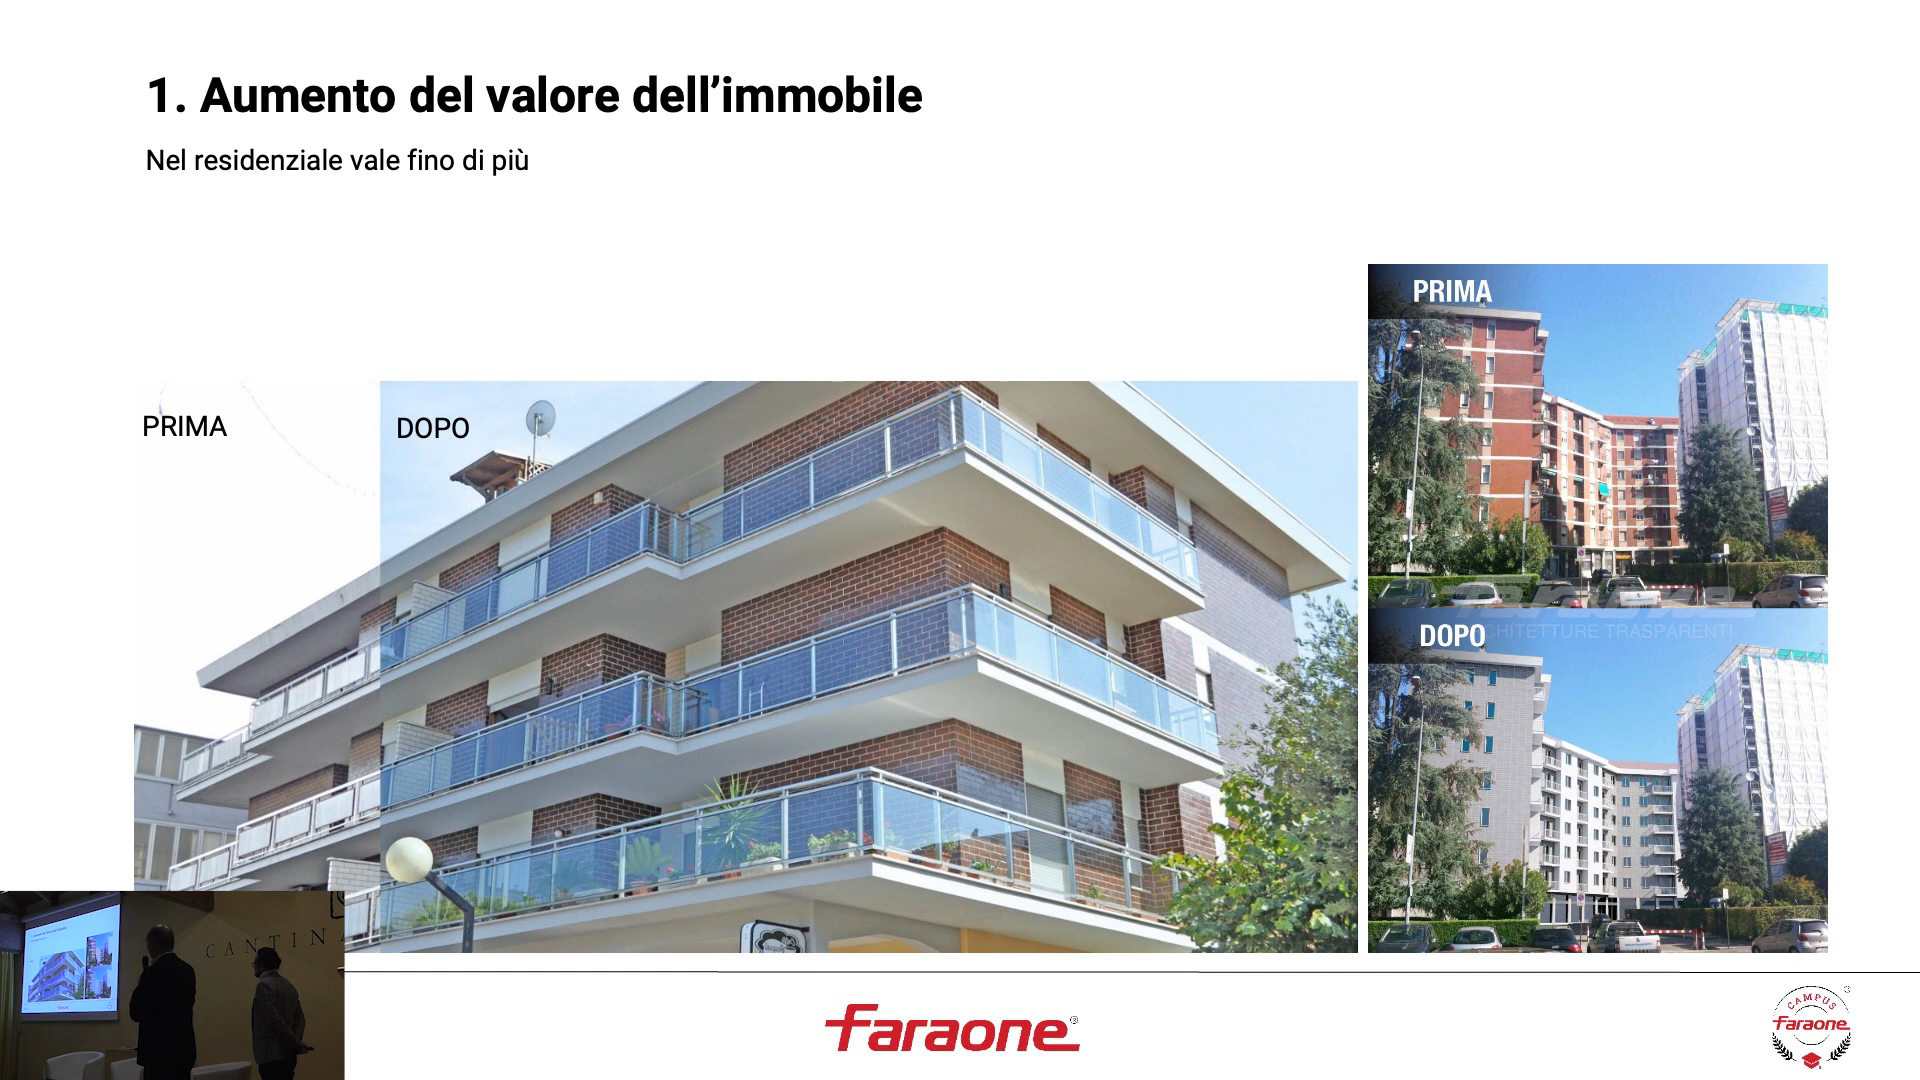 1. Aumento del valore dell’immobile
Nel residenziale vale fino di più
PRIMA
DOPO
PRIMA
DOPO
CHITETTURE TRASPARENTI
CANTIN
faraone
CAMPUS
faraone